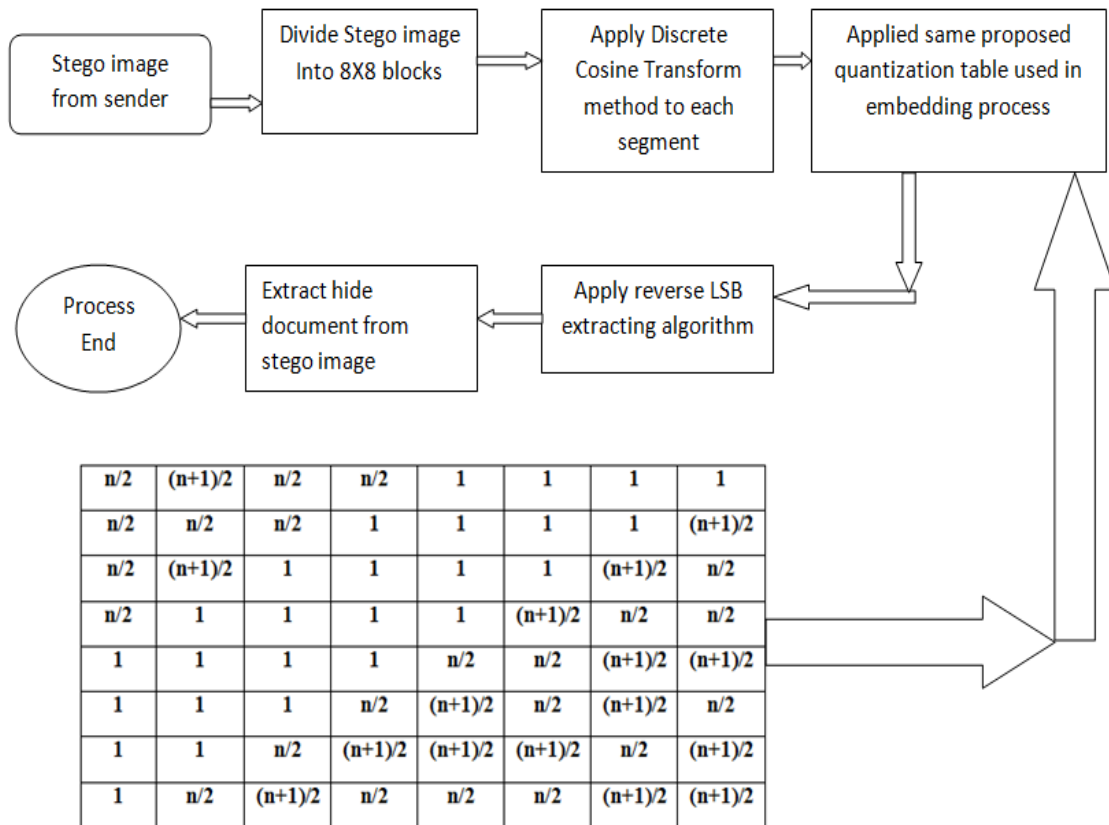 Stego image
from sender
Divide Stego image
Into 8X8 blocks
Apply Discrete
Cosine Transform
method to each
segment
Applied same proposed
quantization table used in
embedding process
Process
End
Extract hide
document from
stego image
Apply reverse LSB
extracting algorithm
n/2 (n+1)/2 n/2 n/2 1 1 1 1
n/2 n/2 n/2 1 1 1 1 (n+1)/2
n/2 (n+1)/2 1 1 1 1 (n+1)/2 n/2
n/2 1 1 1 1 (n+1)/2 n/2 n/2
1 1 1 1 n/2 n/2 (n+1)/2 (n+1)/2
1 1 1 n/2 (n+1)/2 n/2 (n+1)/2 n/2
1 1 n/2 (n+1)/2 (n+1)/2 (n+1)/2 n/2 (n+1)/2
1 n/2 (n+1)/2 n/2 n/2 n/2 (n+1)/2 (n+1)/2